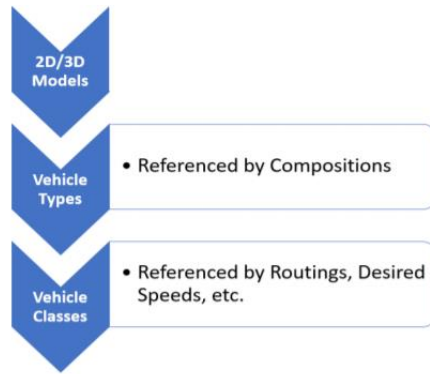 2D/3D
Models
Vehicle
Types
• Referenced by Compositions
Vehicle
Classes
• Referenced by Routings, Desired
Speeds, etc.